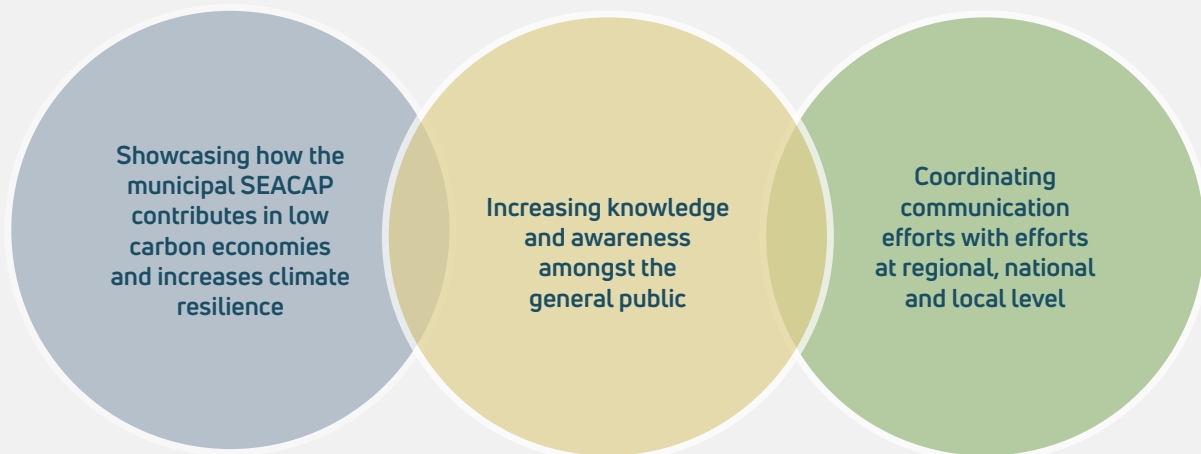 Showcasing how the
municipal SEACAP
contributes in low
carbon economies
and increases climate
resilience
Increasing knowledge
and awareness
amongst the
general public
Coordinating
communication
efforts with efforts
at regional, national
and local level